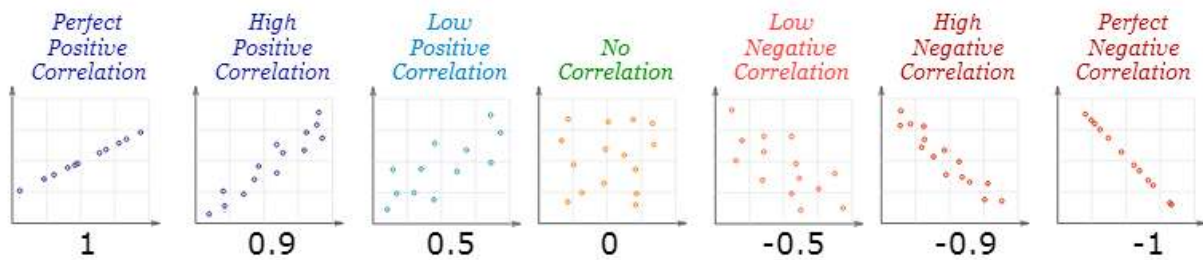 Perfect
Positive
Correlation
High
Positive
Correlation
Low
Positive
Correlation
No
Correlation
Low
Negative
Correlation
High
Negative
Correlation
Perfect
Negative
Correlation
1
0.9
0.5
0
-0.5
-0.9
-1